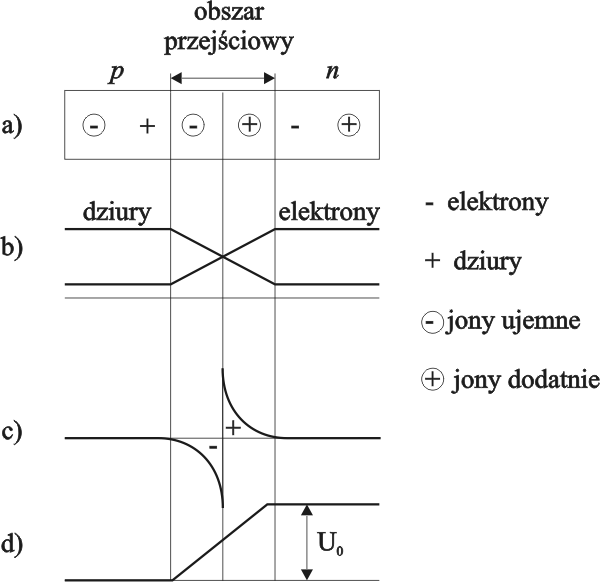 obszar
przejściowy
p
n
a)
- + - + - +
dziury
elektrony
b)
- elektrony
+ dziury
- jony ujemne
+ jony dodatnie
c)
- +
d)
U₀